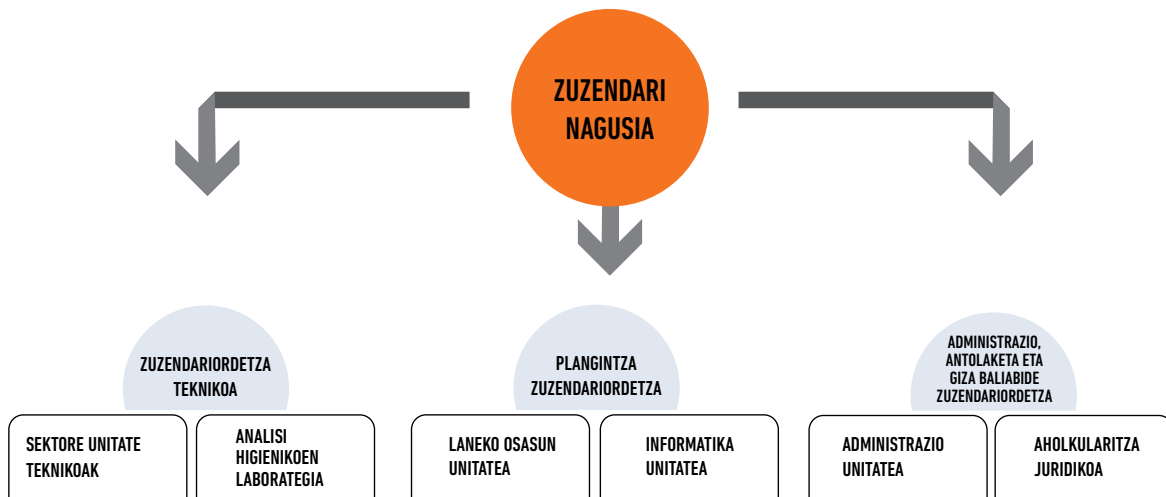 ZUZENDARI
NAGUSIA
ZUZENDARIORDETZA
TEKNIKOA
PLANGINTZA
ZUZENDARIORDETZA
ADMINISTRAZIO,
ANTOLAKETA ETA
GIZA BALIABIDE
ZUZENDARIORDETZA
SEKTORE UNITATE
TEKNIKOAK
ANALISI
HIGIENIKOEN
LABORATEGIA
LANEKO OSASUN
UNITATEA
INFORMATIKA
UNITATEA
ADMINISTRAZIO
UNITATEA
AHOLKULARITZA
JURIDIKOA